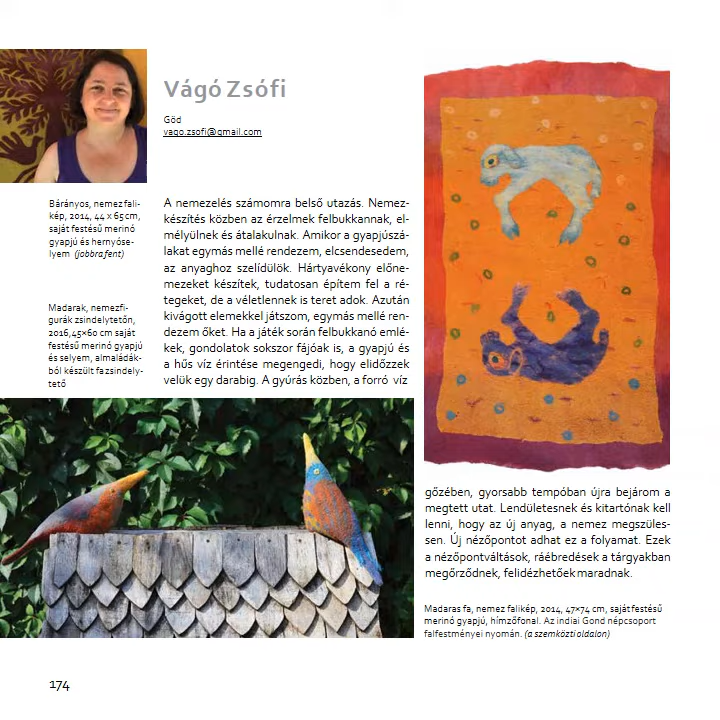 Vágó Zsófi
Göd
vago.zsofi@gmail.com
Bárányos, nemez fali-
kép, 2014, 44 x 65 cm,
saját festésű merinó
gyapjú és hernyóse-
lyem (jobbra fent)
Madarak, nemezfi-
gurák zsindelytetőn,
2016,45×60 cm saját
festésű merinó gyapjú
és selyem, almaládák-
ból készült fa zsindely-
tető
A nemezelés számomra belső utazás. Nemez-
készítés közben az érzelmek felbukkannak, el-
mélyülnek és átalakulnak. Amikor a gyapjúszá-
lakat egymás mellé rendezem, elcsendesedem,
az anyaghoz szelídülök. Hártyavékony előne-
mezeket készítek, tudatosan építem fel a ré-
tegeket, de a véletlennek is teret adok. Azután
kivágott elemekkel játszom, egymás mellé ren-
dezem őket. Ha a játék során felbukkanó emlé-
kek, gondolatok sokszor fájóak is, a gyapjú és
a hűs víz érintése megengedi, hogy elidőzzek
velük egy darabig. A gyúrás közben, a forró víz
gőzében, gyorsabb tempóban újra bejárom a
megtett utat. Lendületesnek és kitartónak kell
lenni, hogy az új anyag, a nemez megszüles-
sen. Új nézőpontot adhat ez a folyamat. Ezek
a nézőpontváltások, ráébredések a tárgyakban
megőrződnek, felidézhetőek maradnak.
Madaras fa, nemez falikép, 2014, 47×74 cm, saját festésű
merinó gyapjú, hímzőfonal. Az indiai Gond népcsoport
falfestményei nyomán. (a szemközti oldalon)
174